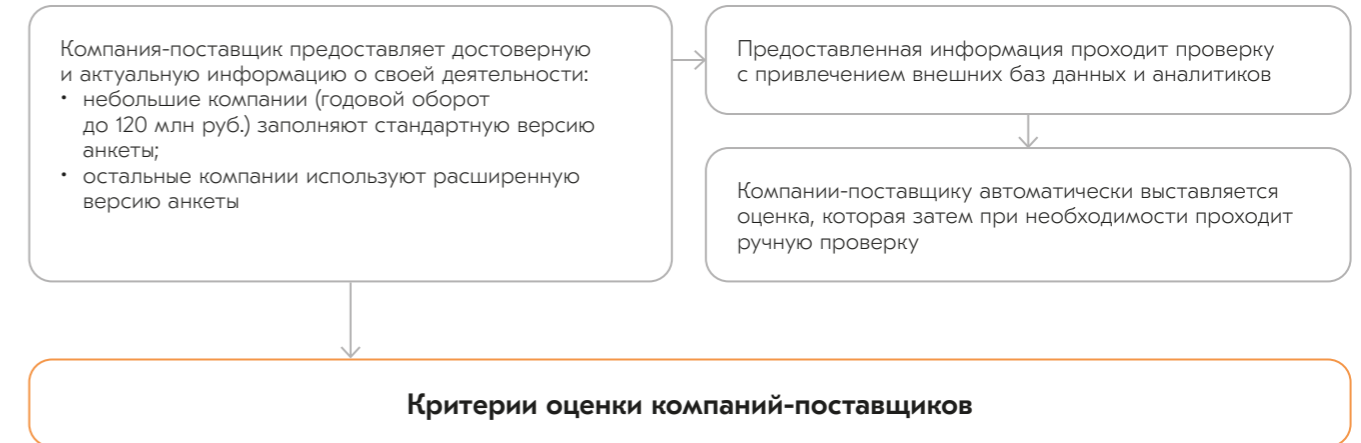 Компания-поставщик предоставляет достоверную
и актуальную информацию о своей деятельности:
• небольшие компании (годовой оборот
до 120 млн руб.) заполняют стандартную версию
анкеты;
• остальные компании используют расширенную
версию анкеты
Предоставленная информация проходит проверку
с привлечением внешних баз данных и аналитиков
Компании-поставщику автоматически выставляется
оценка, которая затем при необходимости проходит
ручную проверку
Критерии оценки компаний-поставщиков